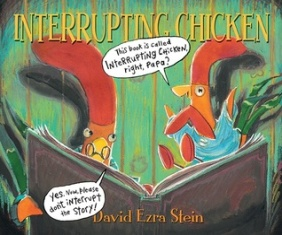 INTERRUPTING CHICKEN
This book is called
INTERRUPTING CHICKEN,
right, Papa?
Yes. Now, please
don't interrupt
the story!
David Ezra Stein